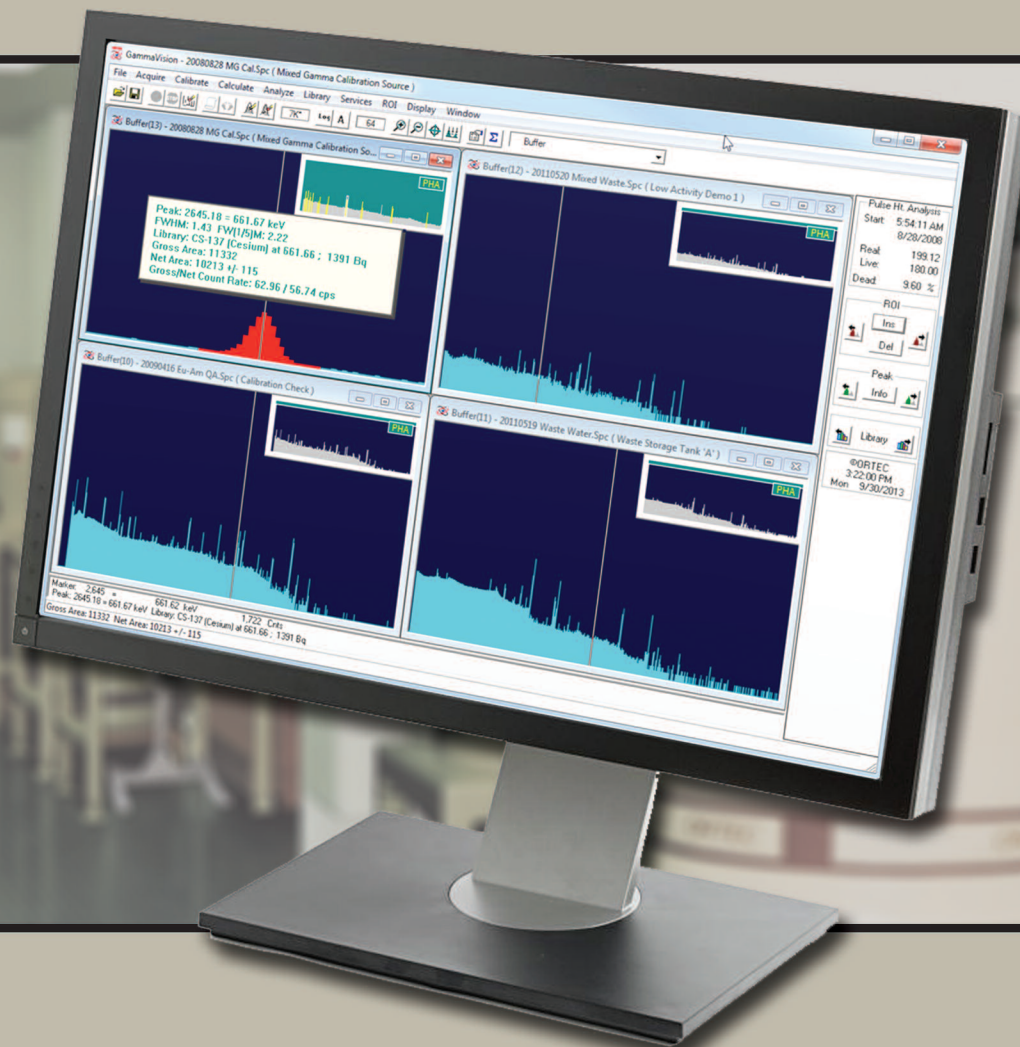 GammaVision - 20080828 MG Cal.Spc ( Mixed Gamma Calibration Source )
File Acquire Calibrate Calculate Analyze Library Services ROI Display Window
Log A 64 Σ Buffer
Buffer(13) - 20080828 MG Cal.Spc ( Mixed Gamma Calibration So...
PHA
Peak: 2645.18 = 661.67 keV
FWHM: 1.43 FW(1/5)M: 2.22
Library: CS-137 (Cesium) at 661.66 ; 1391 Bq
Gross Area: 11332
Net Area: 10213 +/- 115
Gross/Net Count Rate: 62.96 / 56.74 cps
Buffer(12) - 20110520 Mixed Waste.Spc ( Low Activity Demo 1 )
PHA
Buffer(10) - 20090416 Eu-Am QA.Spc ( Calibration Check )
PHA
Buffer(11) - 20110519 Waste Water.Spc ( Waste Storage Tank 'A' )
PHA
Pulse Ht. Analysis
Start 5:54:11 AM
8/28/2008
Real 199.12
Live: 180.00
Dead 9.60 %
ROI
Ins
Del
Peak
Info
Library
©ORTEC
3:22:00 PM
Mon 9/30/2013
Marker: 2,645 = 661.62 keV 1,722 Cnts
Peak: 2645.18 = 661.67 keV Library: CS-137 (Cesium) at 661.66 ; 1391 Bq
Gross Area: 11332 Net Area: 10213 +/- 115